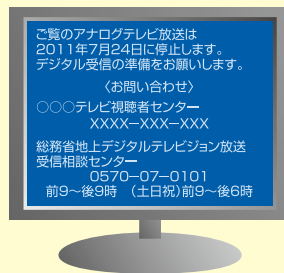 ご覧のアナログテレビ放送は
2011年7月24日に停止します。
デジタル受信の準備をお願いします。
〈お問い合わせ〉
○○○テレビ視聴者センター
XXXX−XXX−XXX
総務省地上デジタルテレビジョン放送
受信相談センター
0570−07−0101
前9〜後9時 (土日祝)前9〜後6時